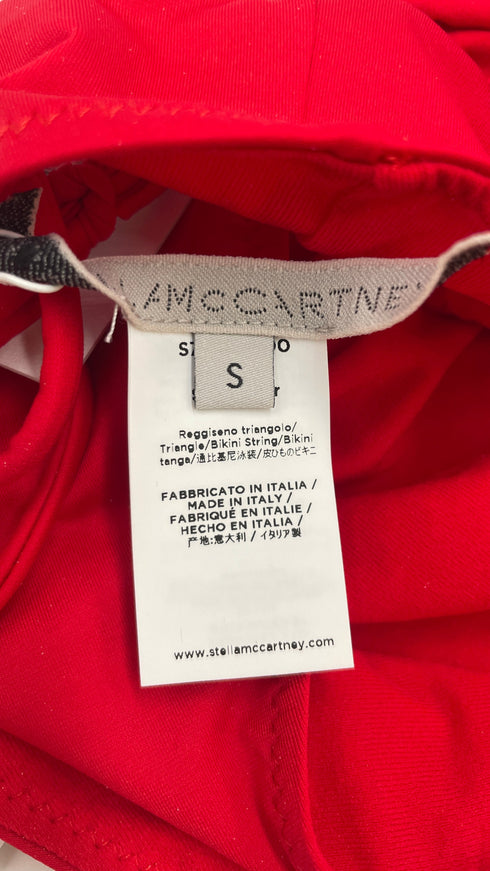 LAMCCARTNEY
S
Reggiseno triangolo/
Triangle/Bikini String/Bikini
tanga/通比基尼泳装/皮ひものビキニ
FABBRICATO IN ITALIA /
MADE IN ITALY /
FABRIQUÉ EN ITALIE /
HECHO EN ITALIA /
产地:意大利 / イタリア製
www.stellamccartney.com